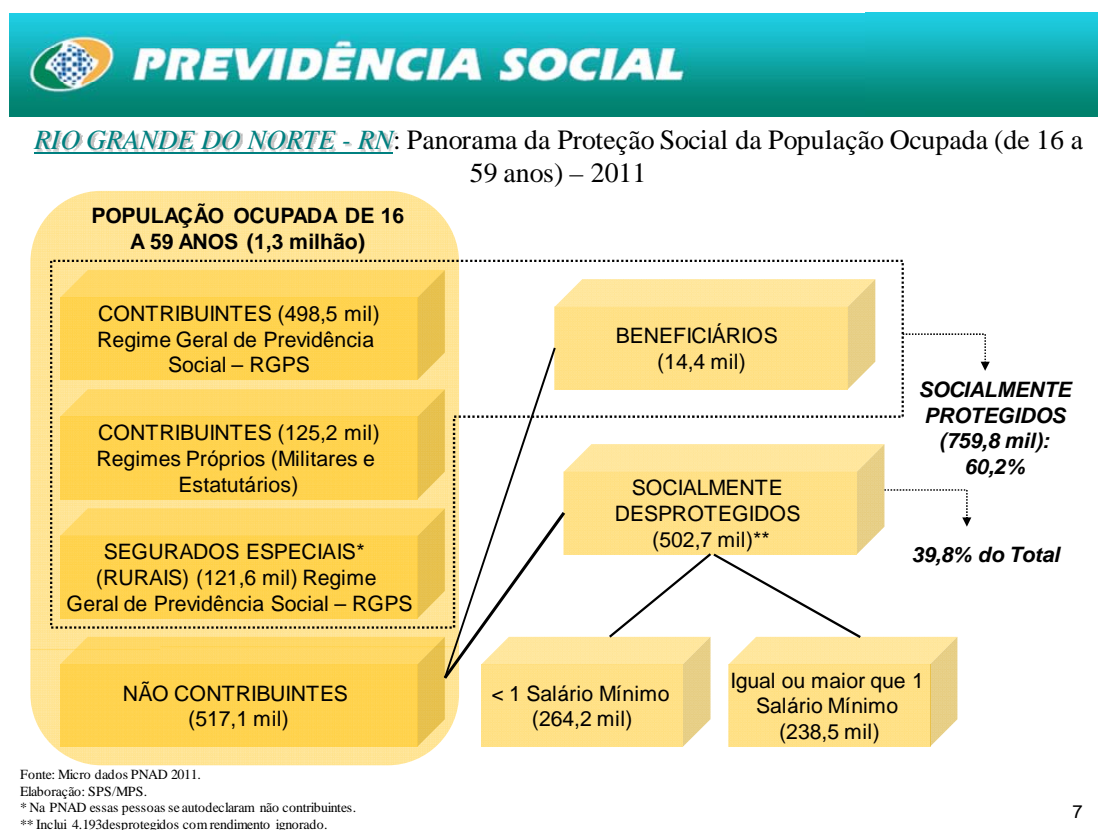 PREVIDÊNCIA SOCIAL
RIO GRANDE DO NORTE - RN: Panorama da Proteção Social da População Ocupada (de 16 a
59 anos) – 2011
POPULAÇÃO OCUPADA DE 16
A 59 ANOS (1,3 milhão)
CONTRIBUINTES (498,5 mil)
Regime Geral de Previdência
Social – RGPS
CONTRIBUINTES (125,2 mil)
Regimes Próprios (Militares e
Estatutários)
SEGURADOS ESPECIAIS*
(RURAIS) (121,6 mil) Regime
Geral de Previdência Social – RGPS
NÃO CONTRIBUINTES
(517,1 mil)
BENEFICIÁRIOS
(14,4 mil)
SOCIALMENTE
DESPROTEGIDOS
(502,7 mil)**
< 1 Salário Mínimo
(264,2 mil)
Igual ou maior que 1
Salário Mínimo
(238,5 mil)
SOCIALMENTE
PROTEGIDOS
(759,8 mil):
60,2%
39,8% do Total
Fonte: Micro dados PNAD 2011.
Elaboração: SPS/MPS.
* Na PNAD essas pessoas se autodeclaram não contribuintes.
** Inclui 4.193desprotegidos com rendimento ignorado.
7